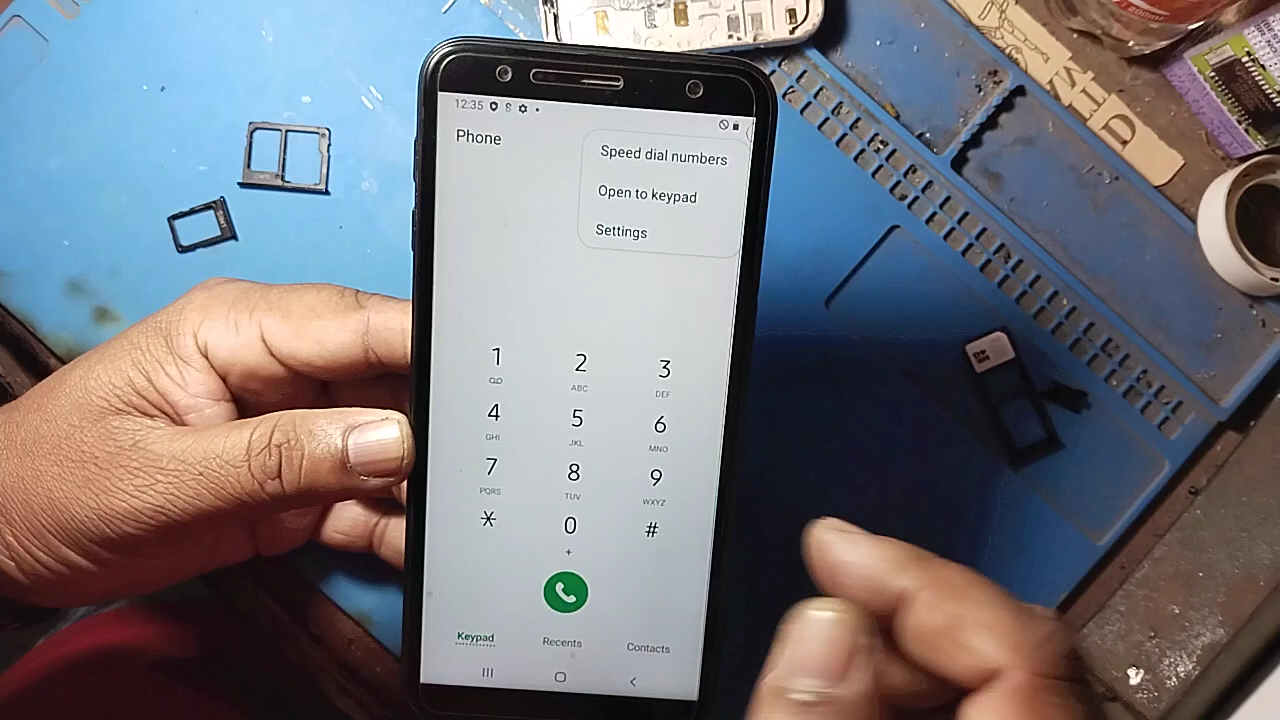 12:35
Phone
Speed dial numbers
Open to keypad
Settings
1
2
ABC
3
DEF
4
GHI
5
JKL
6
MNO
7
PQRS
8
TUV
9
WXYZ
*
0
+
#
Keypad
Recents
Contacts